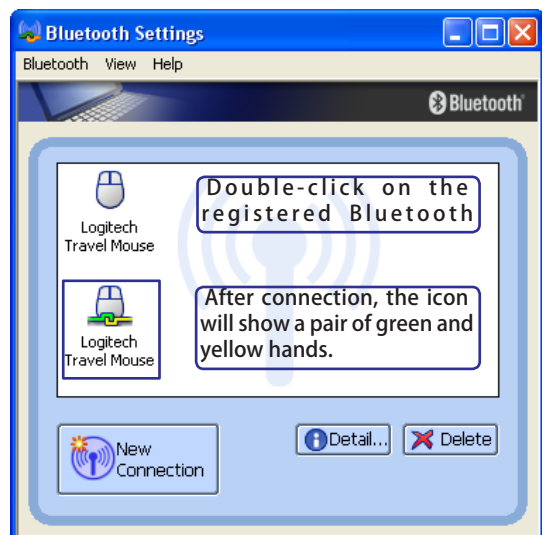 Bluetooth Settings
Bluetooth View Help
Bluetooth
Logitech
Travel Mouse
Double-click on the
registered Bluetooth
Logitech
Travel Mouse
After connection, the icon
will show a pair of green and
yellow hands.
New
Connection
Detail...
Delete